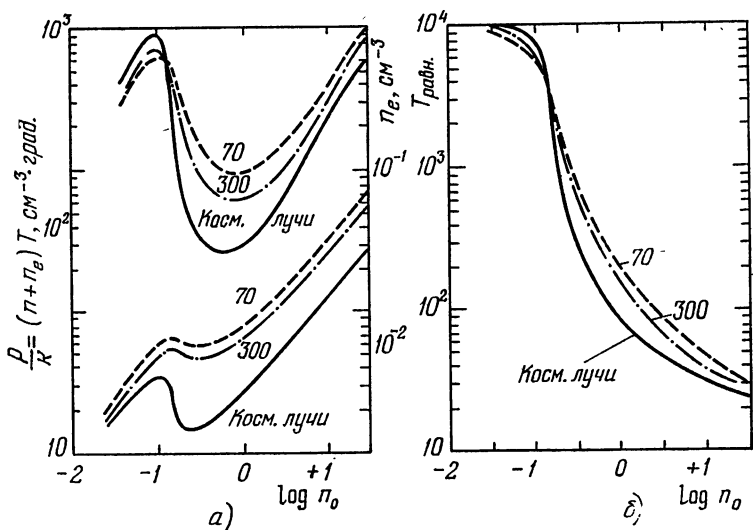 10³
10²
10
p/k = (n + nₑ) T, см⁻³·град.
70
300
Косм. лучи
70
300
Косм. лучи
nₑ, см⁻³
10⁻¹
10⁻²
-2 -1 0 +1
log n₀
а)
10⁴
10³
10²
10
Tравн.
70
300
Косм. лучи
-2 -1 0 +1
log n₀
б)